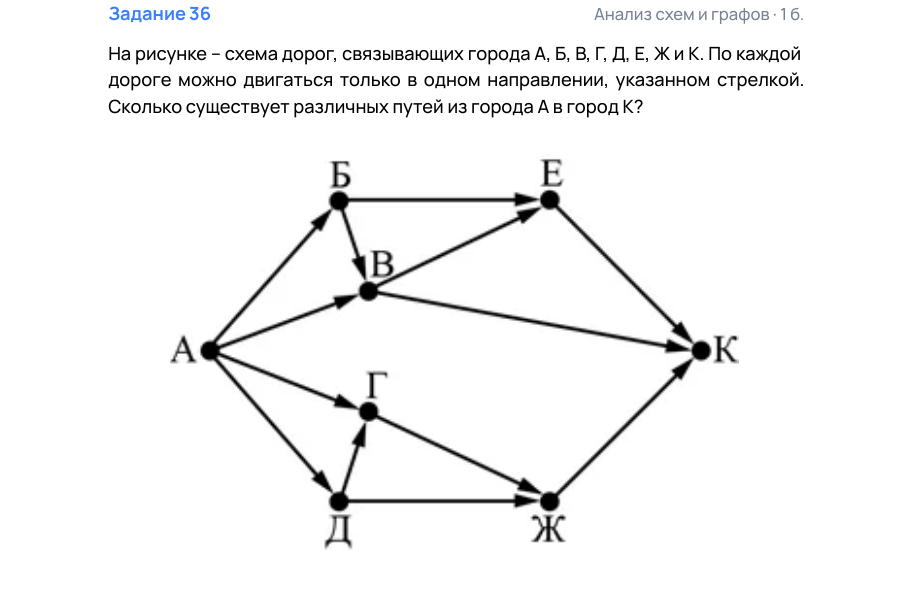 Задание 36
Анализ схем и графов · 1 б.
На рисунке – схема дорог, связывающих города А, Б, В, Г, Д, Е, Ж и К. По каждой
дороге можно двигаться только в одном направлении, указанном стрелкой.
Сколько существует различных путей из города А в город К?
Б
Е
В
А
К
Г
Д
Ж